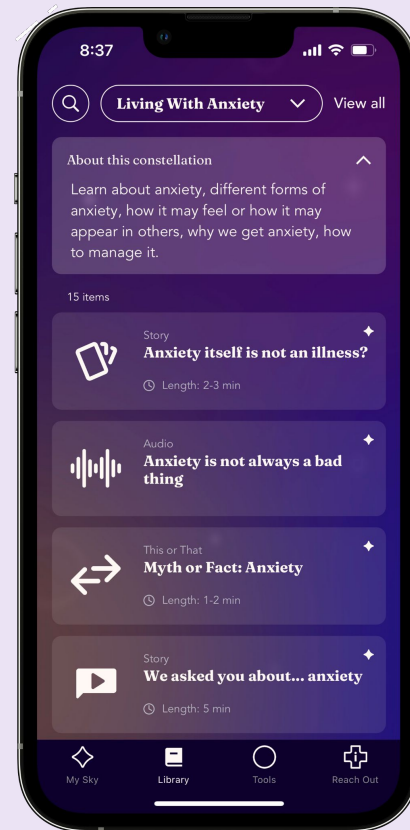 8:37
Living With Anxiety
View all
About this constellation
Learn about anxiety, different forms of
anxiety, how it may feel or how it may
appear in others, why we get anxiety, how
to manage it.
15 items
Story
Anxiety itself is not an illness?
Length: 2-3 min
Audio
Anxiety is not always a bad
thing
This or That
Myth or Fact: Anxiety
Length: 1-2 min
Story
We asked you about... anxiety
Length: 5 min
My Sky
Library
Tools
Reach Out